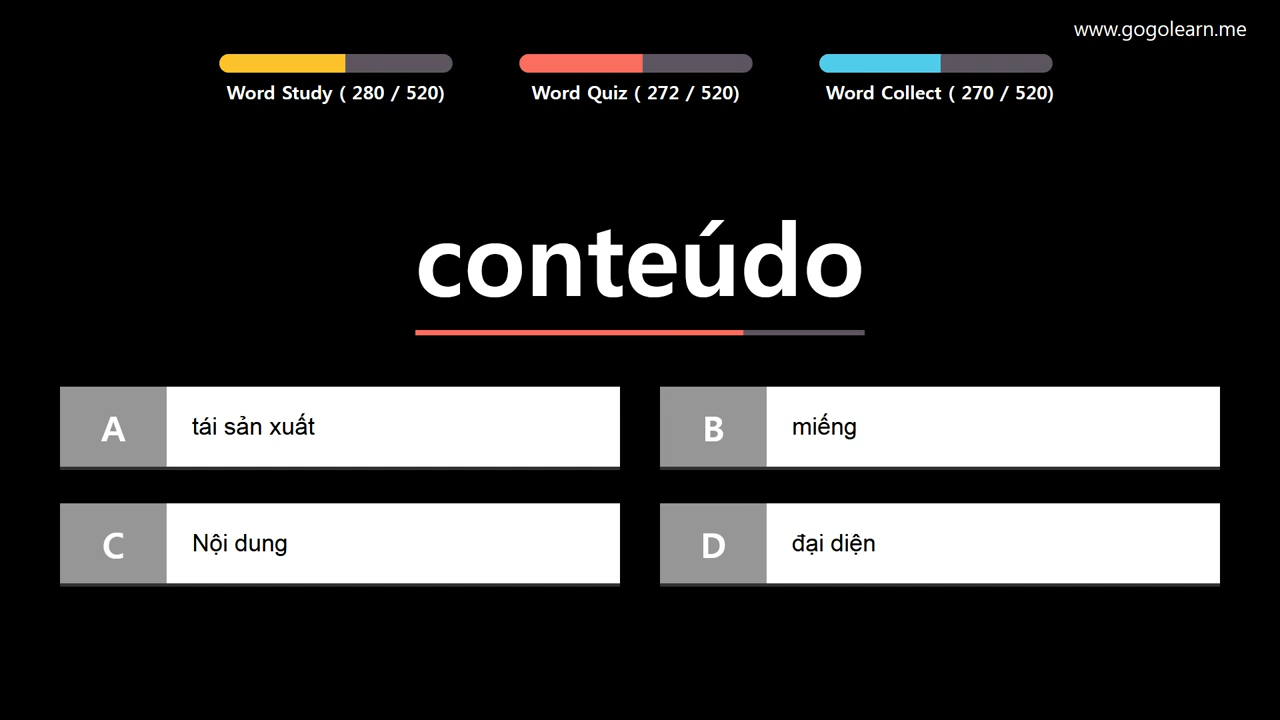 www.gogolearn.me
Word Study ( 280 / 520)
Word Quiz ( 272 / 520)
Word Collect ( 270 / 520)
conteúdo
A
tái sản xuất
B
miếng
C
Nội dung
D
đại diện